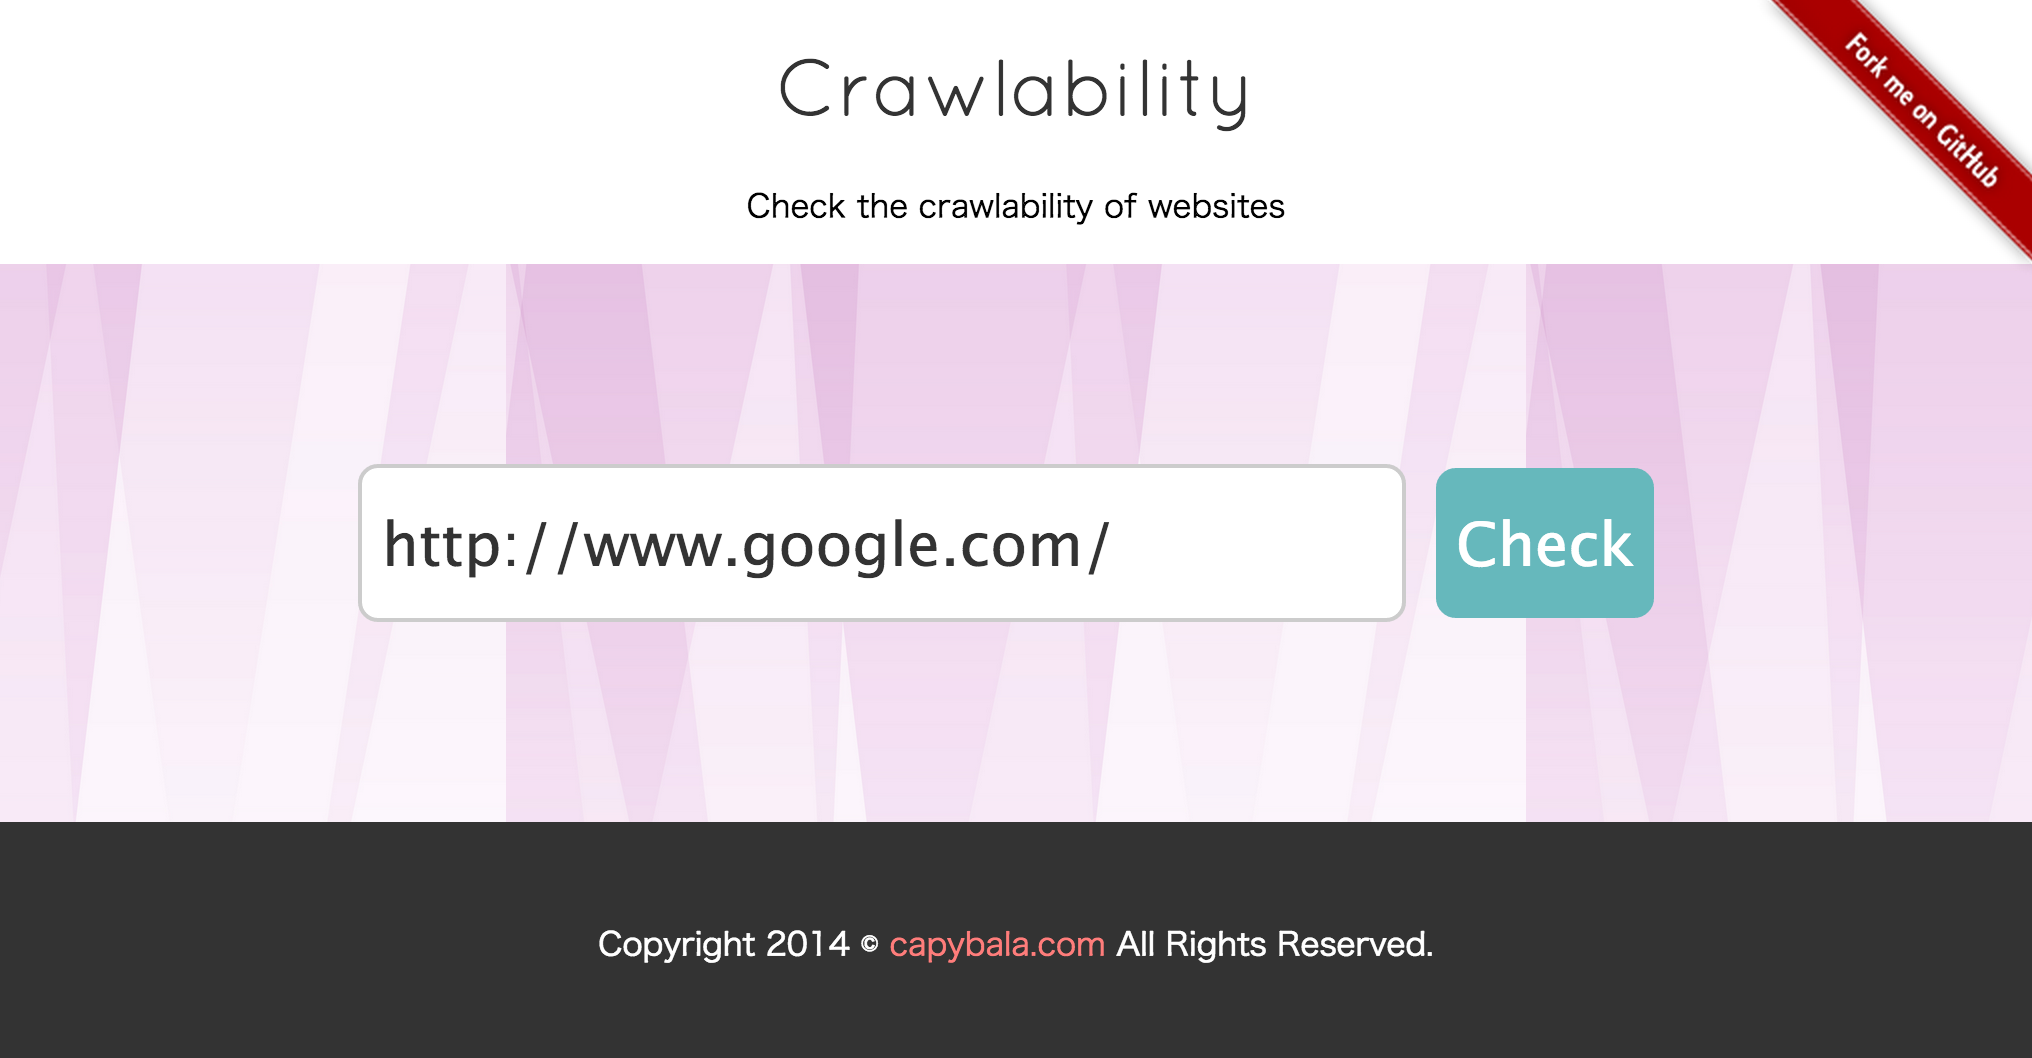 Crawlability
Fork me on GitHub
Check the crawlability of websites
http://www.google.com/
Check
Copyright 2014 © capybala.com All Rights Reserved.